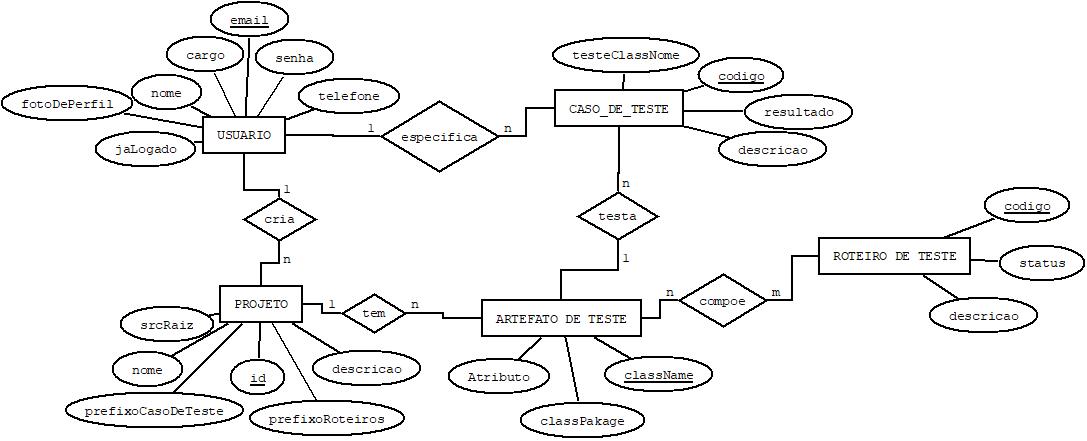 email
cargo
senha
testeClassNome
codigo
nome
telefone
fotoDePerfil
resultado
CASO_DE_TESTE
USUARIO
1
especifica
n
jaLogado
descricao
1
n
cria
testa
codigo
n
1
ROTEIRO DE TESTE
status
PROJETO
1
tem
n
ARTEFATO DE TESTE
n
compoe
m
srcRaiz
descricao
nome
id
descricao
Atributo
className
prefixoCasoDeTeste
prefixoRoteiros
classPakage